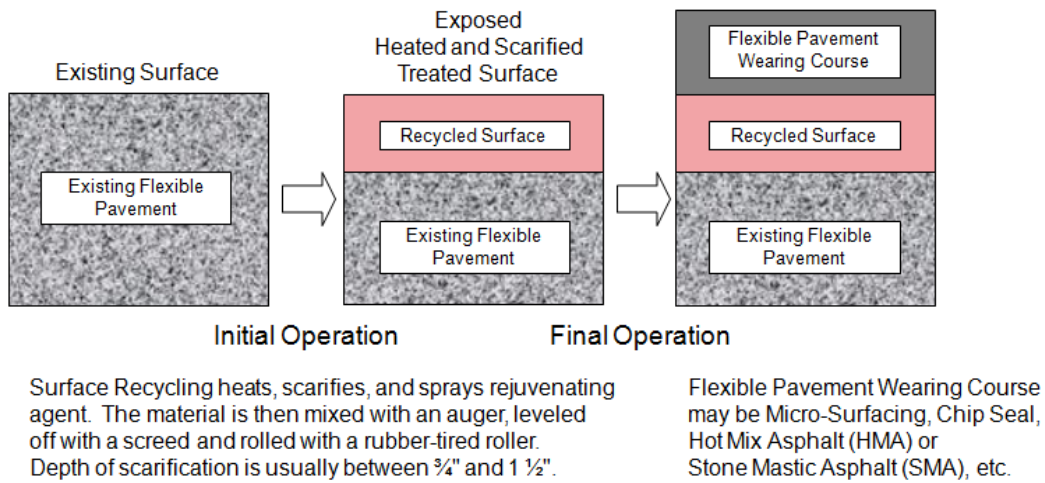 Existing Surface
Existing Flexible
Pavement
Exposed
Heated and Scarified
Treated Surface
Recycled Surface
Existing Flexible
Pavement
Flexible Pavement
Wearing Course
Recycled Surface
Existing Flexible
Pavement
Initial Operation
Final Operation
Surface Recycling heats, scarifies, and sprays rejuvenating
agent. The material is then mixed with an auger, leveled
off with a screed and rolled with a rubber-tired roller.
Depth of scarification is usually between ¾" and 1 ½".
Flexible Pavement Wearing Course
may be Micro-Surfacing, Chip Seal,
Hot Mix Asphalt (HMA) or
Stone Mastic Asphalt (SMA), etc.